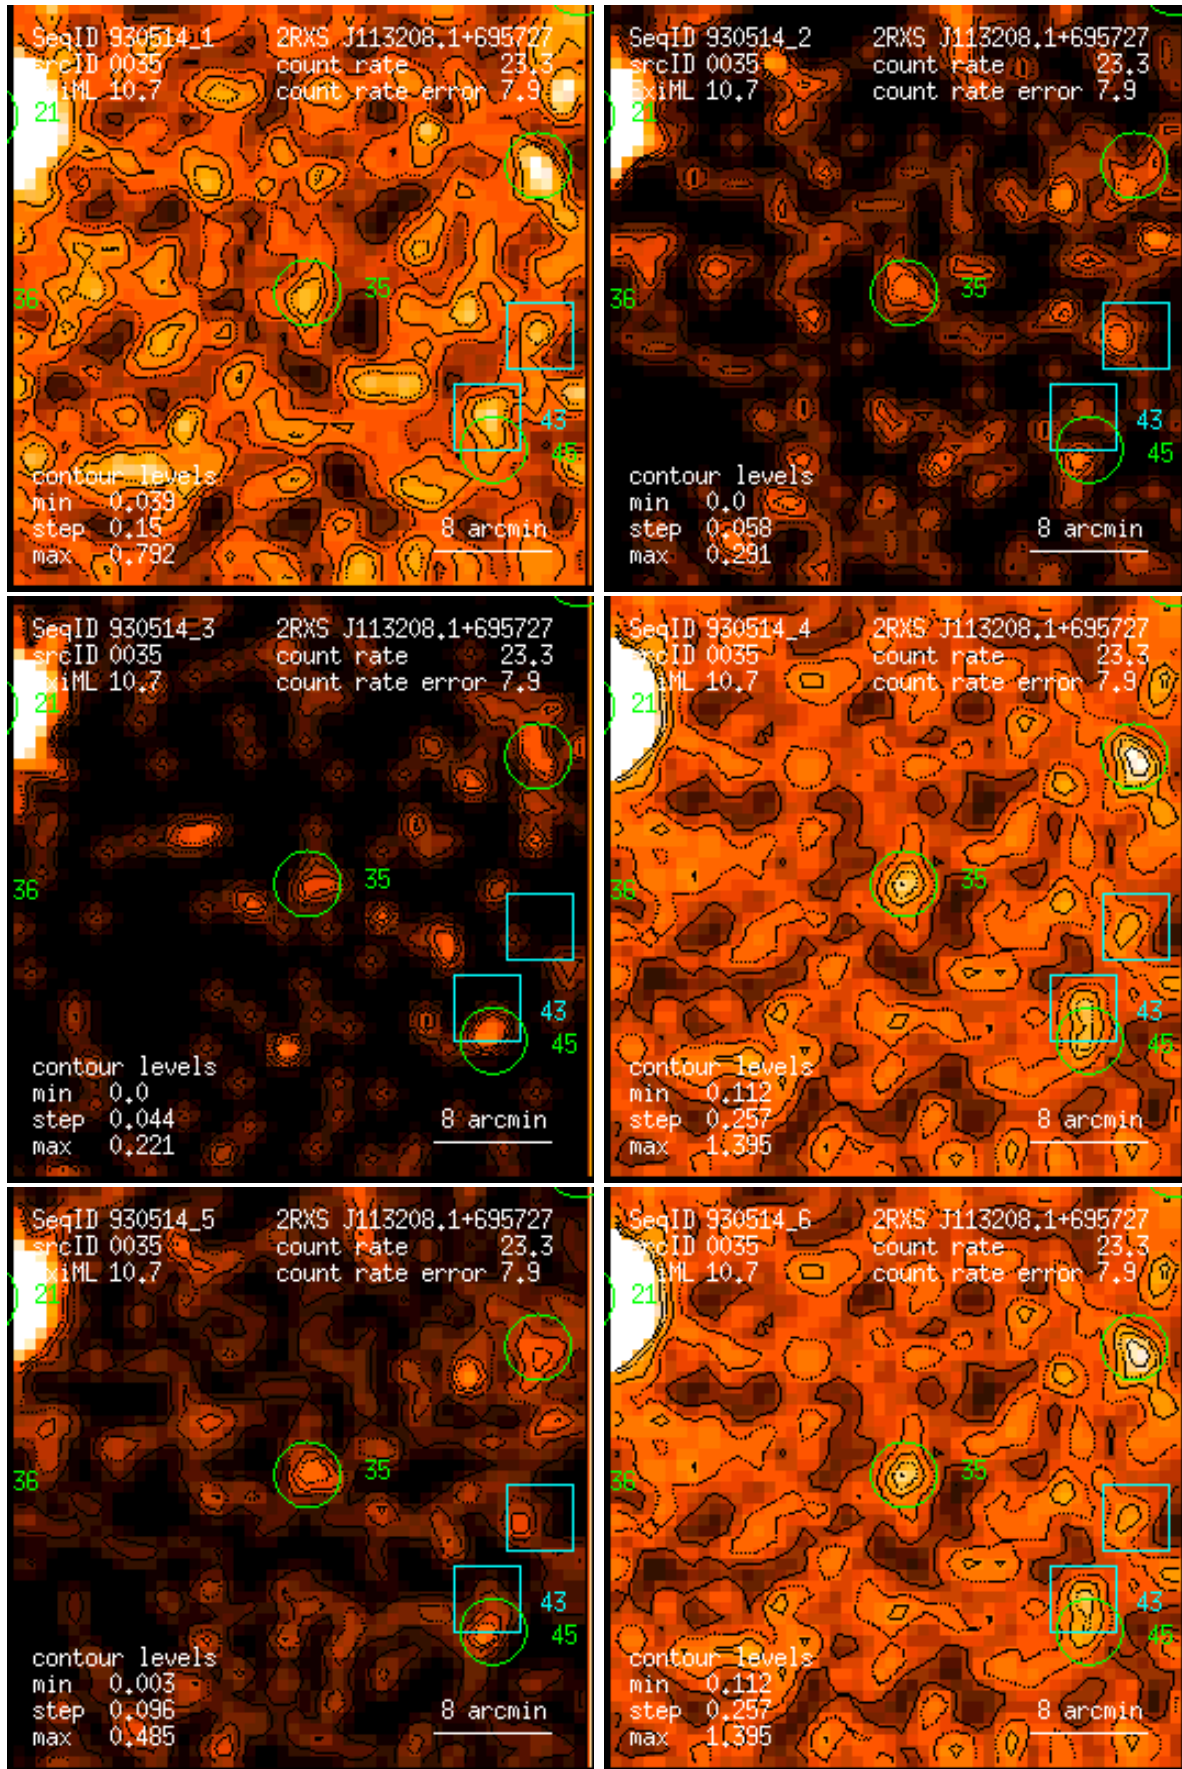 SeqID 930514_1 2RXS J113208.1+695727
srcID 0035 count rate 23.3
ExiML 10.7 count rate error 7.9
21
36
35
43
45
contour levels
min 0.039
step 0.15 8 arcmin
max 0.792
SeqID 930514_2 2RXS J113208.1+695727
srcID 0035 count rate 23.3
ExiML 10.7 count rate error 7.9
21
36
35
43
45
contour levels
min 0.0
step 0.058 8 arcmin
max 0.291
SeqID 930514_3 2RXS J113208.1+695727
srcID 0035 count rate 23.3
ExiML 10.7 count rate error 7.9
21
36
35
43
45
contour levels
min 0.0
step 0.044 8 arcmin
max 0.221
SeqID 930514_4 2RXS J113208.1+695727
srcID 0035 count rate 23.3
ExiML 10.7 count rate error 7.9
21
36
35
43
45
contour levels
min 0.112
step 0.257 8 arcmin
max 1.395
SeqID 930514_5 2RXS J113208.1+695727
srcID 0035 count rate 23.3
ExiML 10.7 count rate error 7.9
21
36
35
43
45
contour levels
min 0.003
step 0.096 8 arcmin
max 0.485
SeqID 930514_6 2RXS J113208.1+695727
srcID 0035 count rate 23.3
ExiML 10.7 count rate error 7.9
21
36
35
43
45
contour levels
min 0.112
step 0.257 8 arcmin
max 1.395